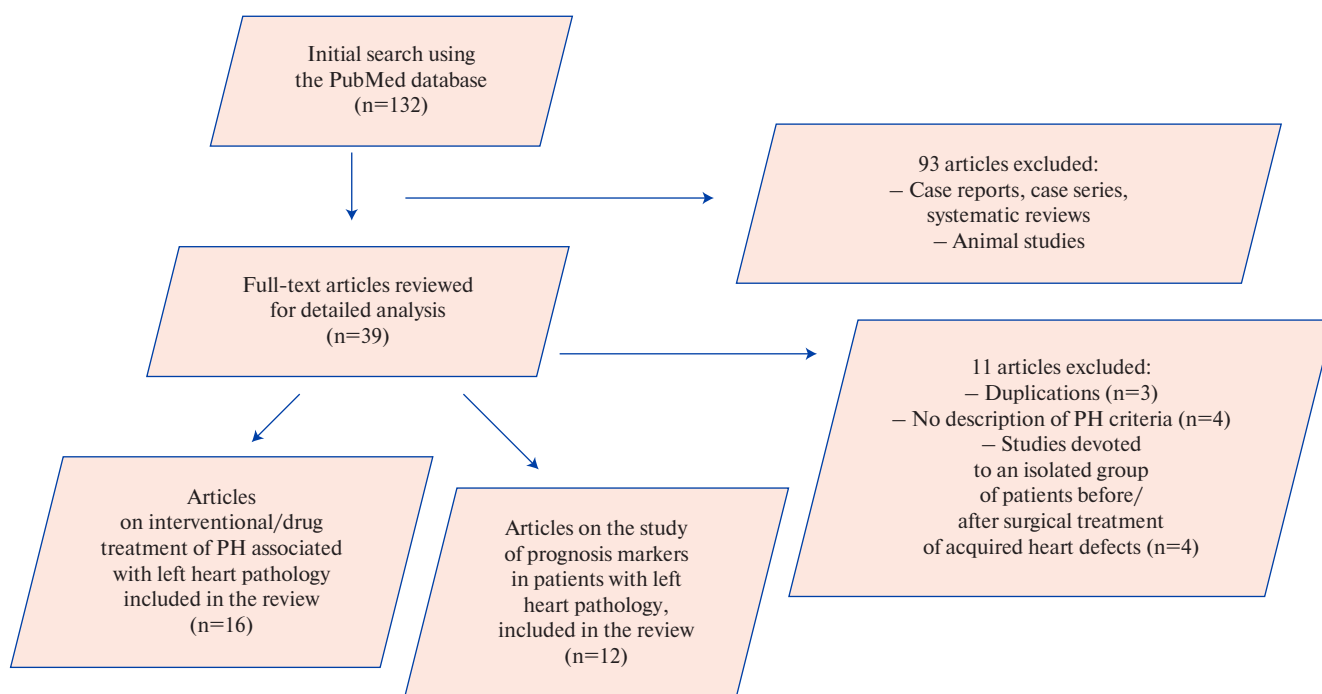 Initial search using
the PubMed database
(n=132)
93 articles excluded:
– Case reports, case series,
systematic reviews
– Animal studies
Full-text articles reviewed
for detailed analysis
(n=39)
11 articles excluded:
– Duplications (n=3)
– No description of PH criteria (n=4)
– Studies devoted
to an isolated group
of patients before/
after surgical treatment
of acquired heart defects (n=4)
Articles
on interventional/drug
treatment of PH associated
with left heart pathology
included in the review
(n=16)
Articles on the study
of prognosis markers
in patients with left
heart pathology,
included in the review
(n=12)